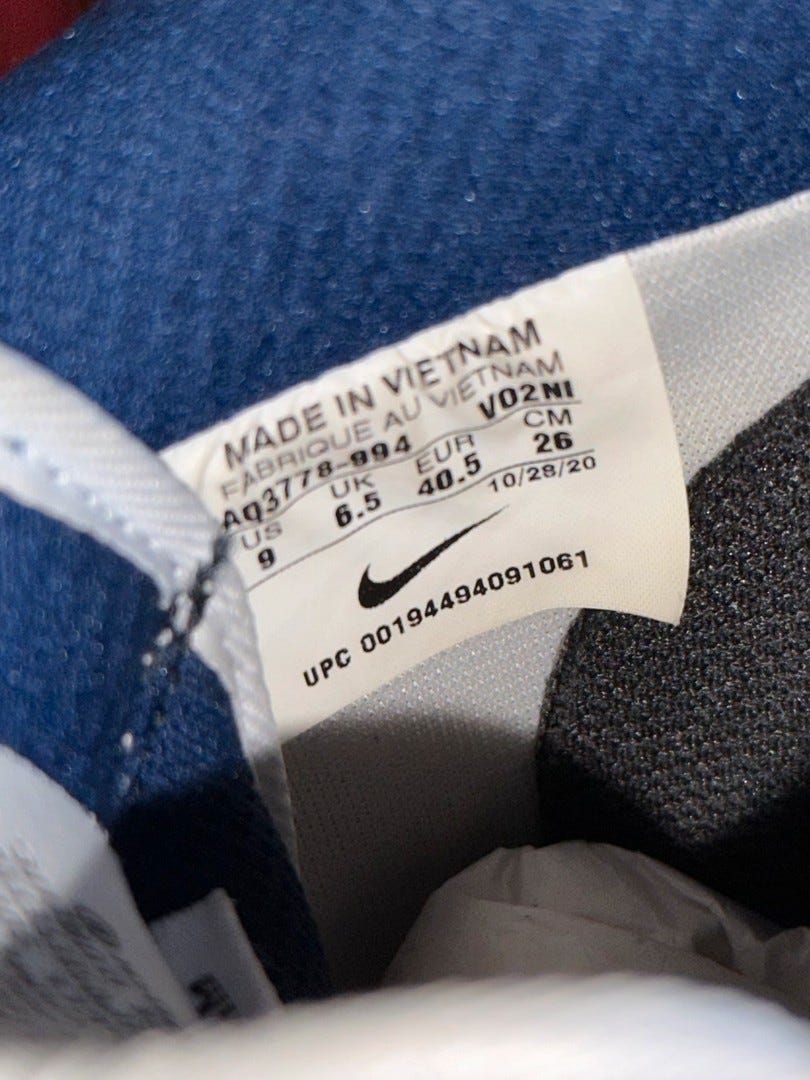 MADE IN VIETNAM
FABRIQUE AU VIETNAM
AQ3778-994 V02NI
US UK EUR CM
9 6.5 40.5 26
10/28/20
UPC 00194494091061